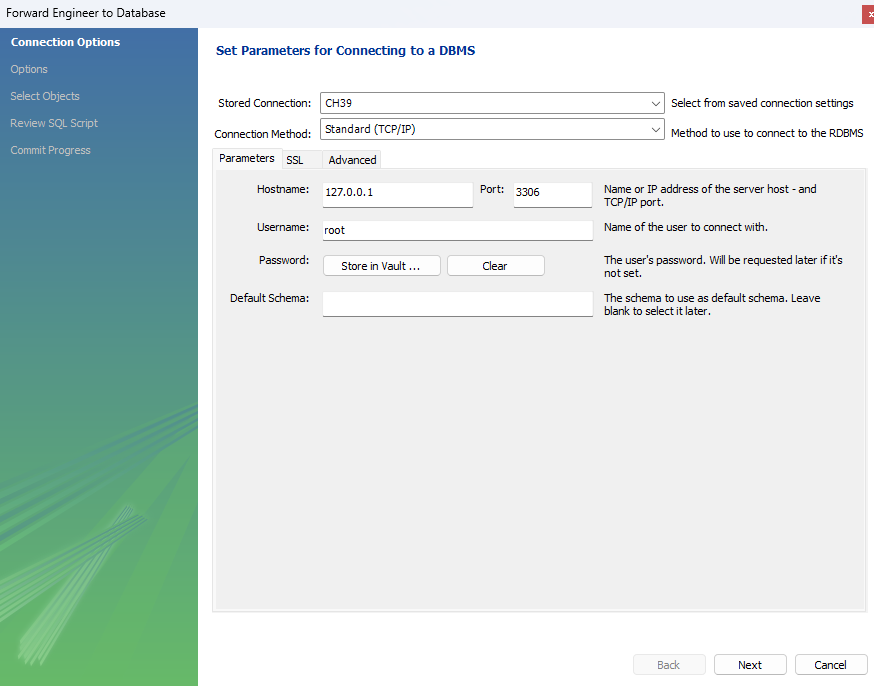 Forward Engineer to Database
x
Connection Options
Options
Select Objects
Review SQL Script
Commit Progress
Set Parameters for Connecting to a DBMS
Stored Connection: CH39 Select from saved connection settings
Connection Method: Standard (TCP/IP) Method to use to connect to the RDBMS
Parameters SSL Advanced
Hostname: 127.0.0.1 Port: 3306 Name or IP address of the server host - and
TCP/IP port.
Username: root Name of the user to connect with.
Password: Store in Vault ... Clear The user's password. Will be requested later if it's
not set.
Default Schema: The schema to use as default schema. Leave
blank to select it later.
Back Next Cancel